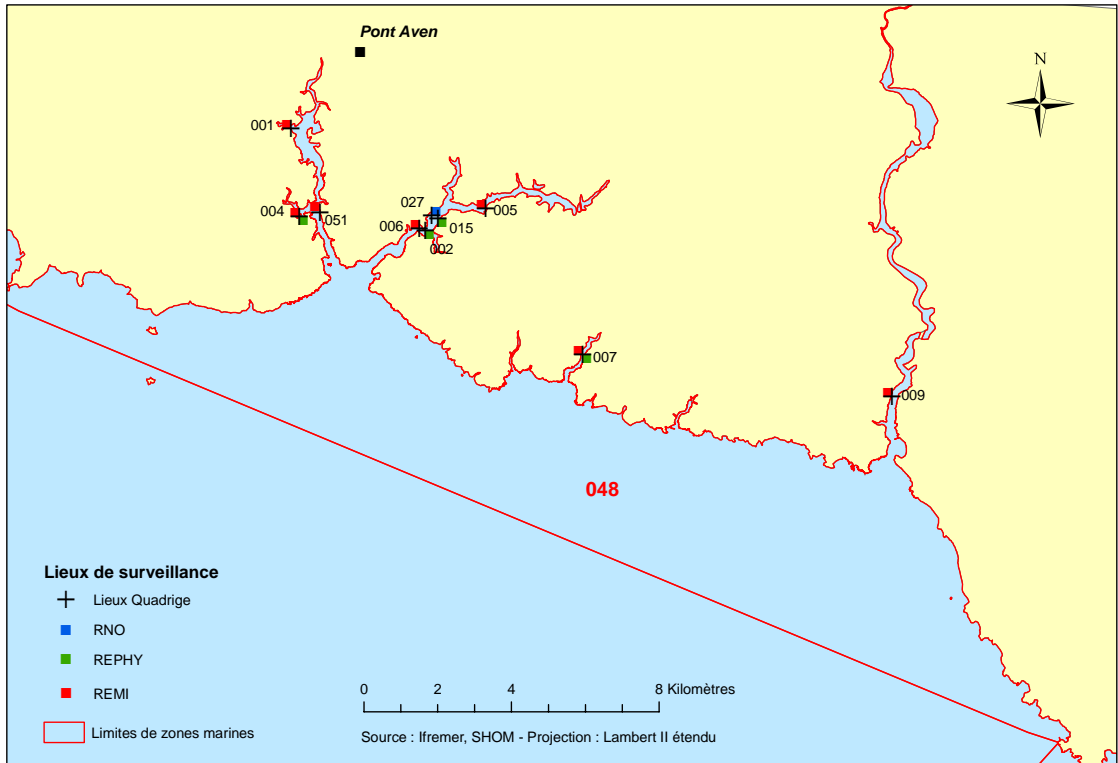 Pont Aven
N
001
027
005
004
051
006
015
002
007
009
048
Lieux de surveillance
Lieux Quadrige
RNO
REPHY
REMI
Limites de zones marines
0 2 4 8 Kilomètres
Source : Ifremer, SHOM - Projection : Lambert II étendu